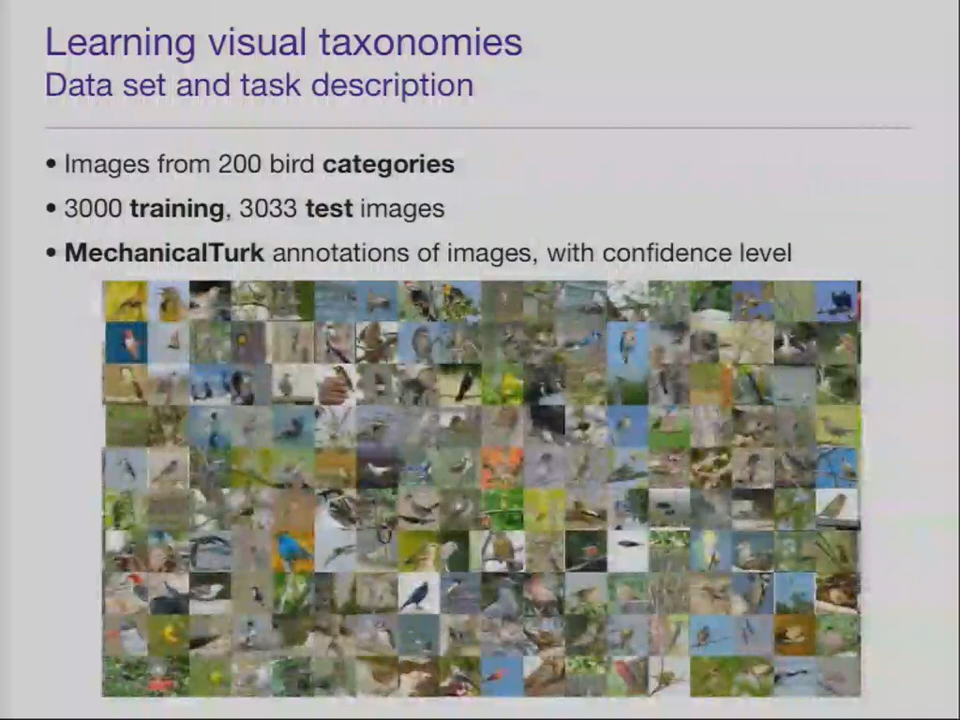 Learning visual taxonomies
Data set and task description
• Images from 200 bird categories
• 3000 training, 3033 test images
• MechanicalTurk annotations of images, with confidence level